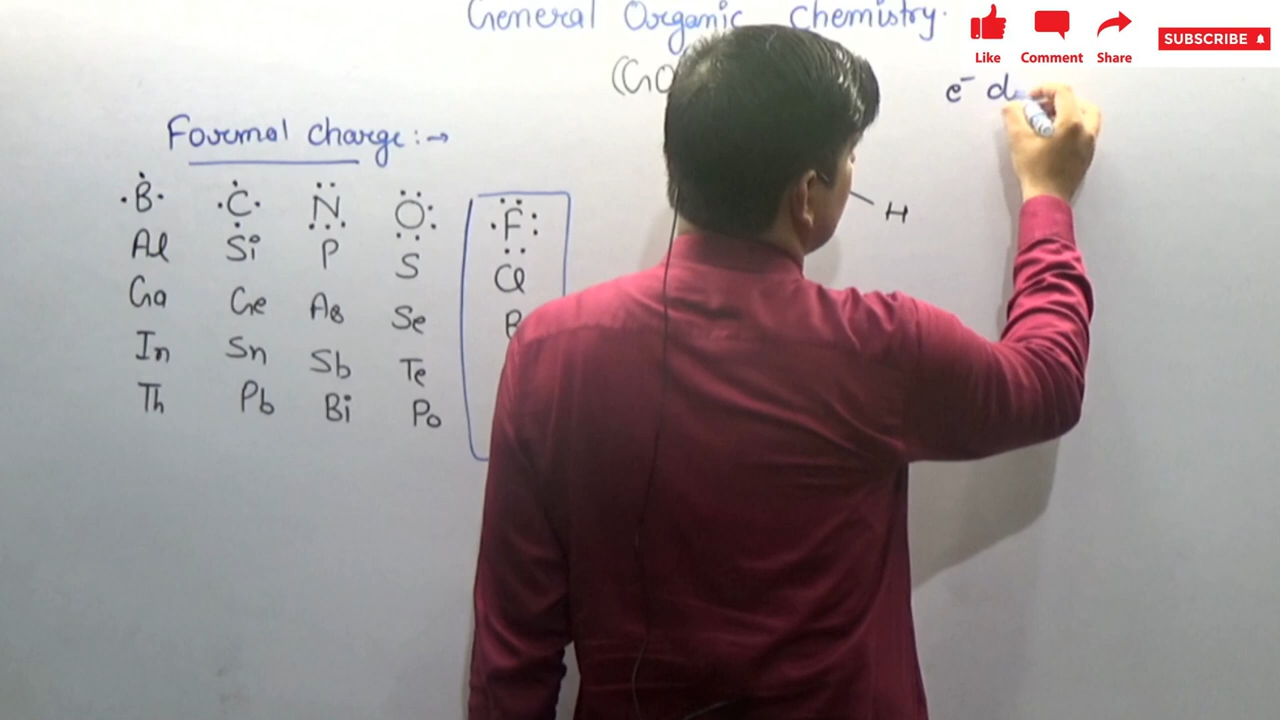 General Organic Chemistry.
(GO
Like Comment Share SUBSCRIBE
e⁻ d
Formal charge :→
B C N O F
Al Si P S Cl
Ga Ge As Se B
In Sn Sb Te
Th Pb Bi Po
H